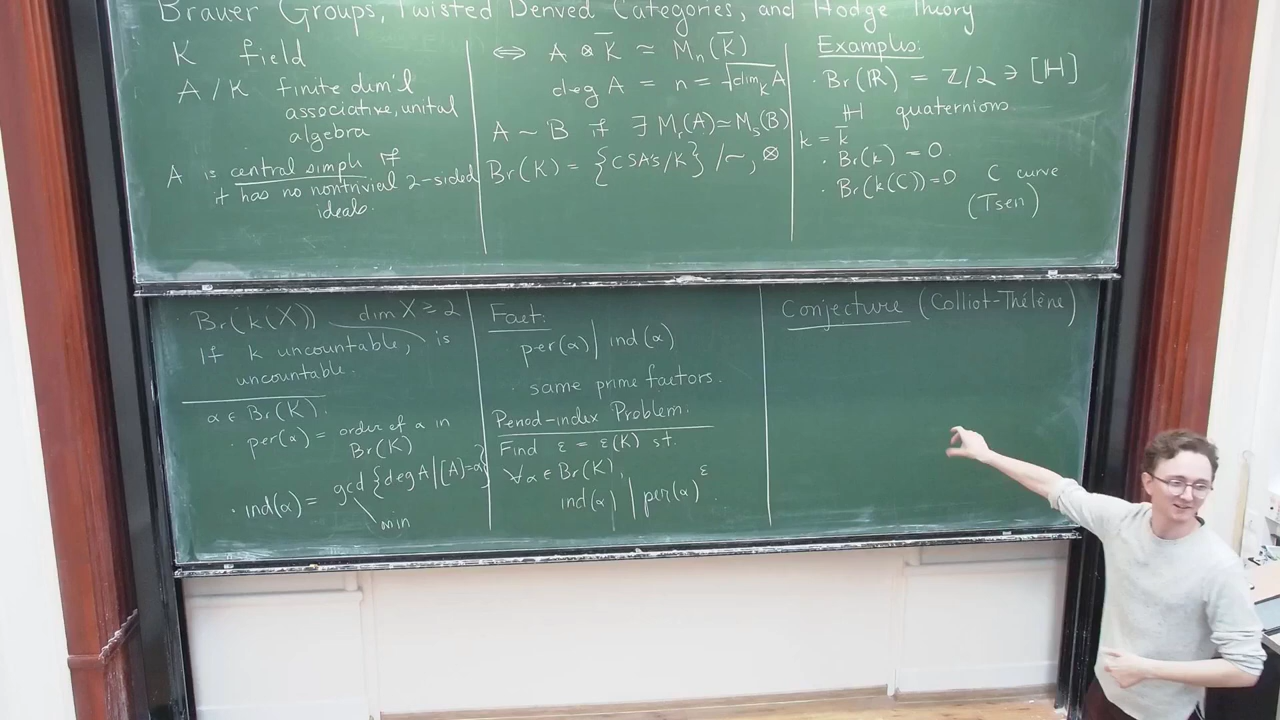 Brauer Groups, Twisted Derived Categories, and Hodge Theory
K field
A / K finite dim'l
associative, unital
algebra
A is central simple if
it has no nontrivial 2-sided
ideals.
⟺ A ⊗ K̄ ≃ Mₙ(K̄)
deg A = n = √dim_K A
A ~ B if ∃ Mᵣ(A) ≃ Mₛ(B)
Br(K) = {CSA's/K} / ~, ⊗
Examples:
· Br(ℝ) = ℤ/2 ∋ [ℍ]
ℍ quaternions
k = k̄
· Br(k) = 0.
· Br(k(C)) = 0 C curve
(Tsen)
Br(k(X)) dim X ≥ 2
If k uncountable, is
uncountable.
α ∈ Br(K).
· per(α) = order of α in
Br(K)
· ind(α) = gcd {deg A | [A] = α}
min
Fact:
· per(α) | ind(α)
· same prime factors.
Period-index Problem:
Find ε = ε(K) st.
∀ α ∈ Br(K),
ind(α) | per(α)^ε.
Conjecture (Colliot-Thélène)